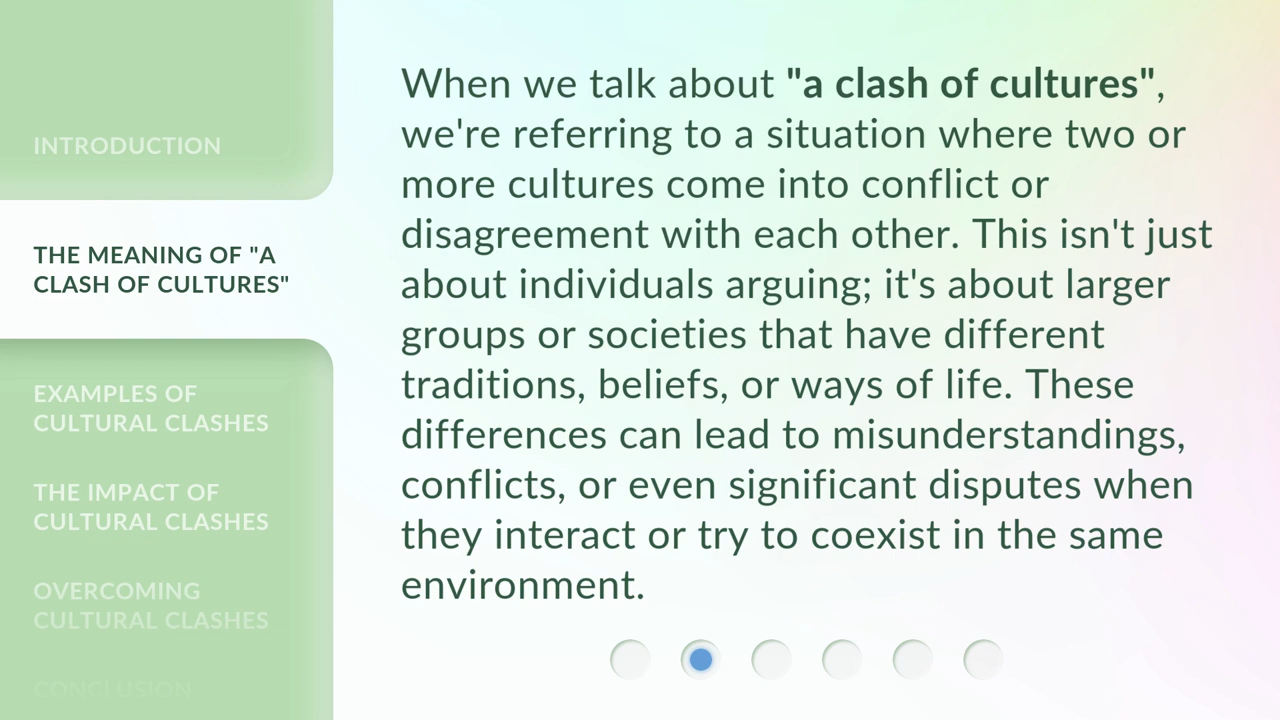 INTRODUCTION
THE MEANING OF "A
CLASH OF CULTURES"
EXAMPLES OF
CULTURAL CLASHES
THE IMPACT OF
CULTURAL CLASHES
OVERCOMING
CULTURAL CLASHES
CONCLUSION
When we talk about "a clash of cultures",
we're referring to a situation where two or
more cultures come into conflict or
disagreement with each other. This isn't just
about individuals arguing; it's about larger
groups or societies that have different
traditions, beliefs, or ways of life. These
differences can lead to misunderstandings,
conflicts, or even significant disputes when
they interact or try to coexist in the same
environment.